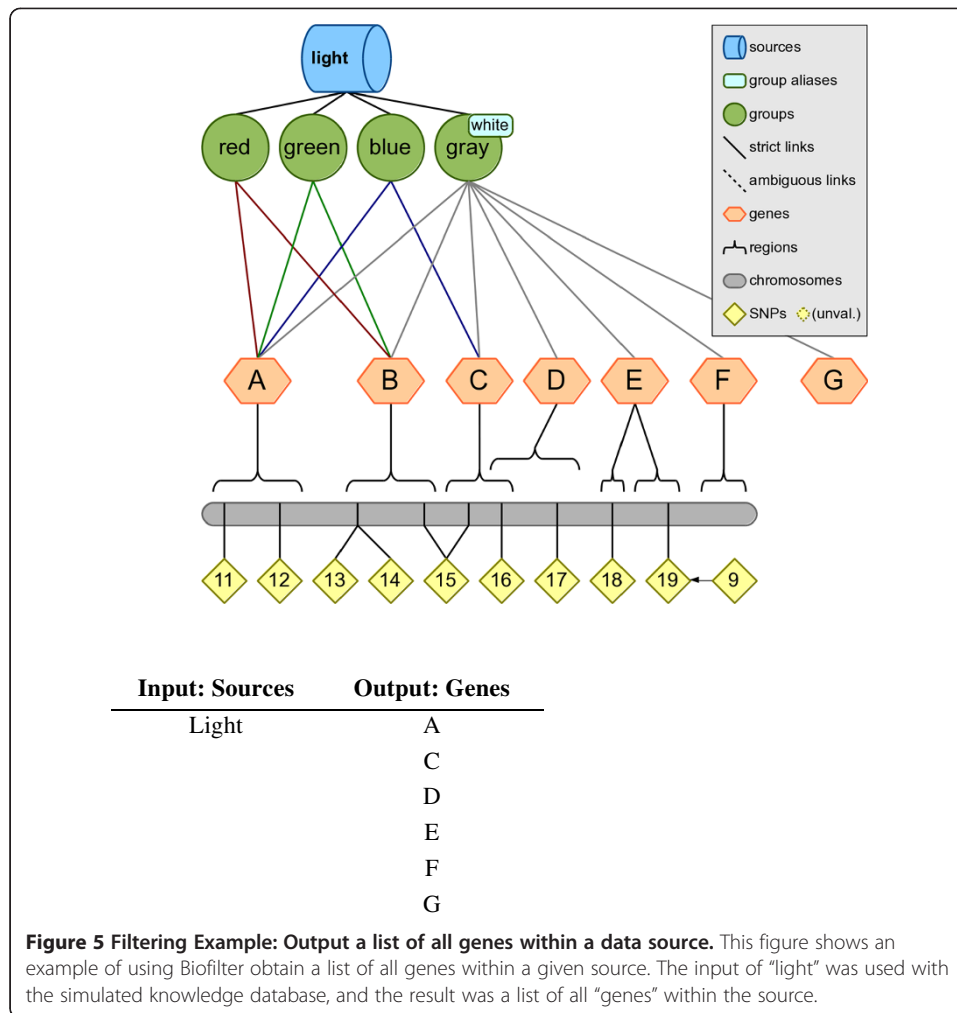 light
sources
group aliases
groups
strict links
ambiguous links
genes
regions
chromosomes
SNPs (unval.)
white
red green blue gray
A B C D E F G
11 12 13 14 15 16 17 18 19 9
Input: Sources Output: Genes
Light A
C
D
E
F
G
Figure 5 Filtering Example: Output a list of all genes within a data source. This figure shows an
example of using Biofilter obtain a list of all genes within a given source. The input of “light” was used with
the simulated knowledge database, and the result was a list of all “genes” within the source.